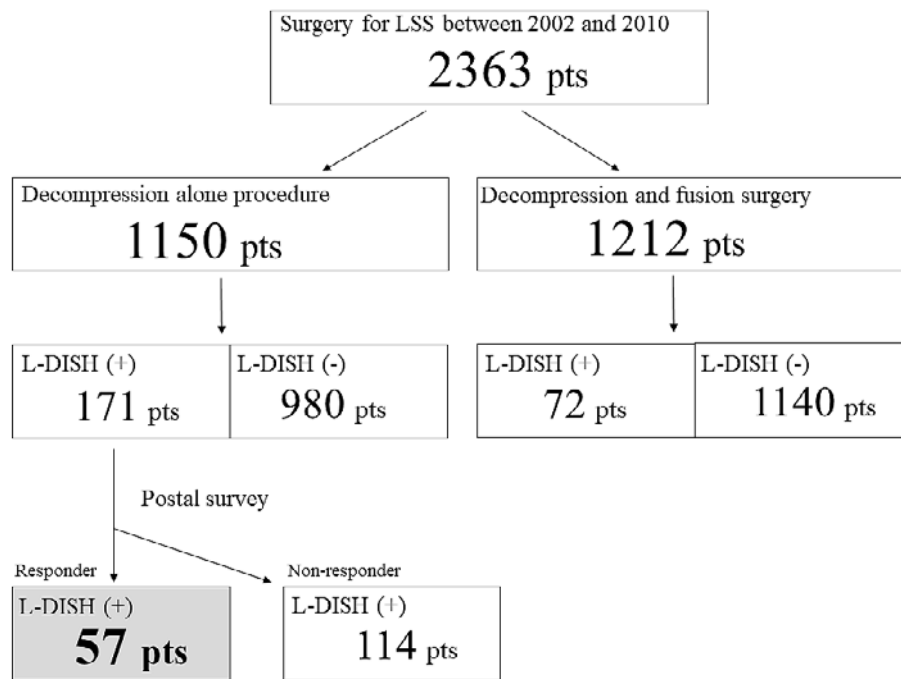 Surgery for LSS between 2002 and 2010
2363 pts
Decompression alone procedure
1150 pts
Decompression and fusion surgery
1212 pts
L-DISH (+)
171 pts
L-DISH (-)
980 pts
L-DISH (+)
72 pts
L-DISH (-)
1140 pts
Postal survey
Responder
L-DISH (+)
57 pts
Non-responder
L-DISH (+)
114 pts